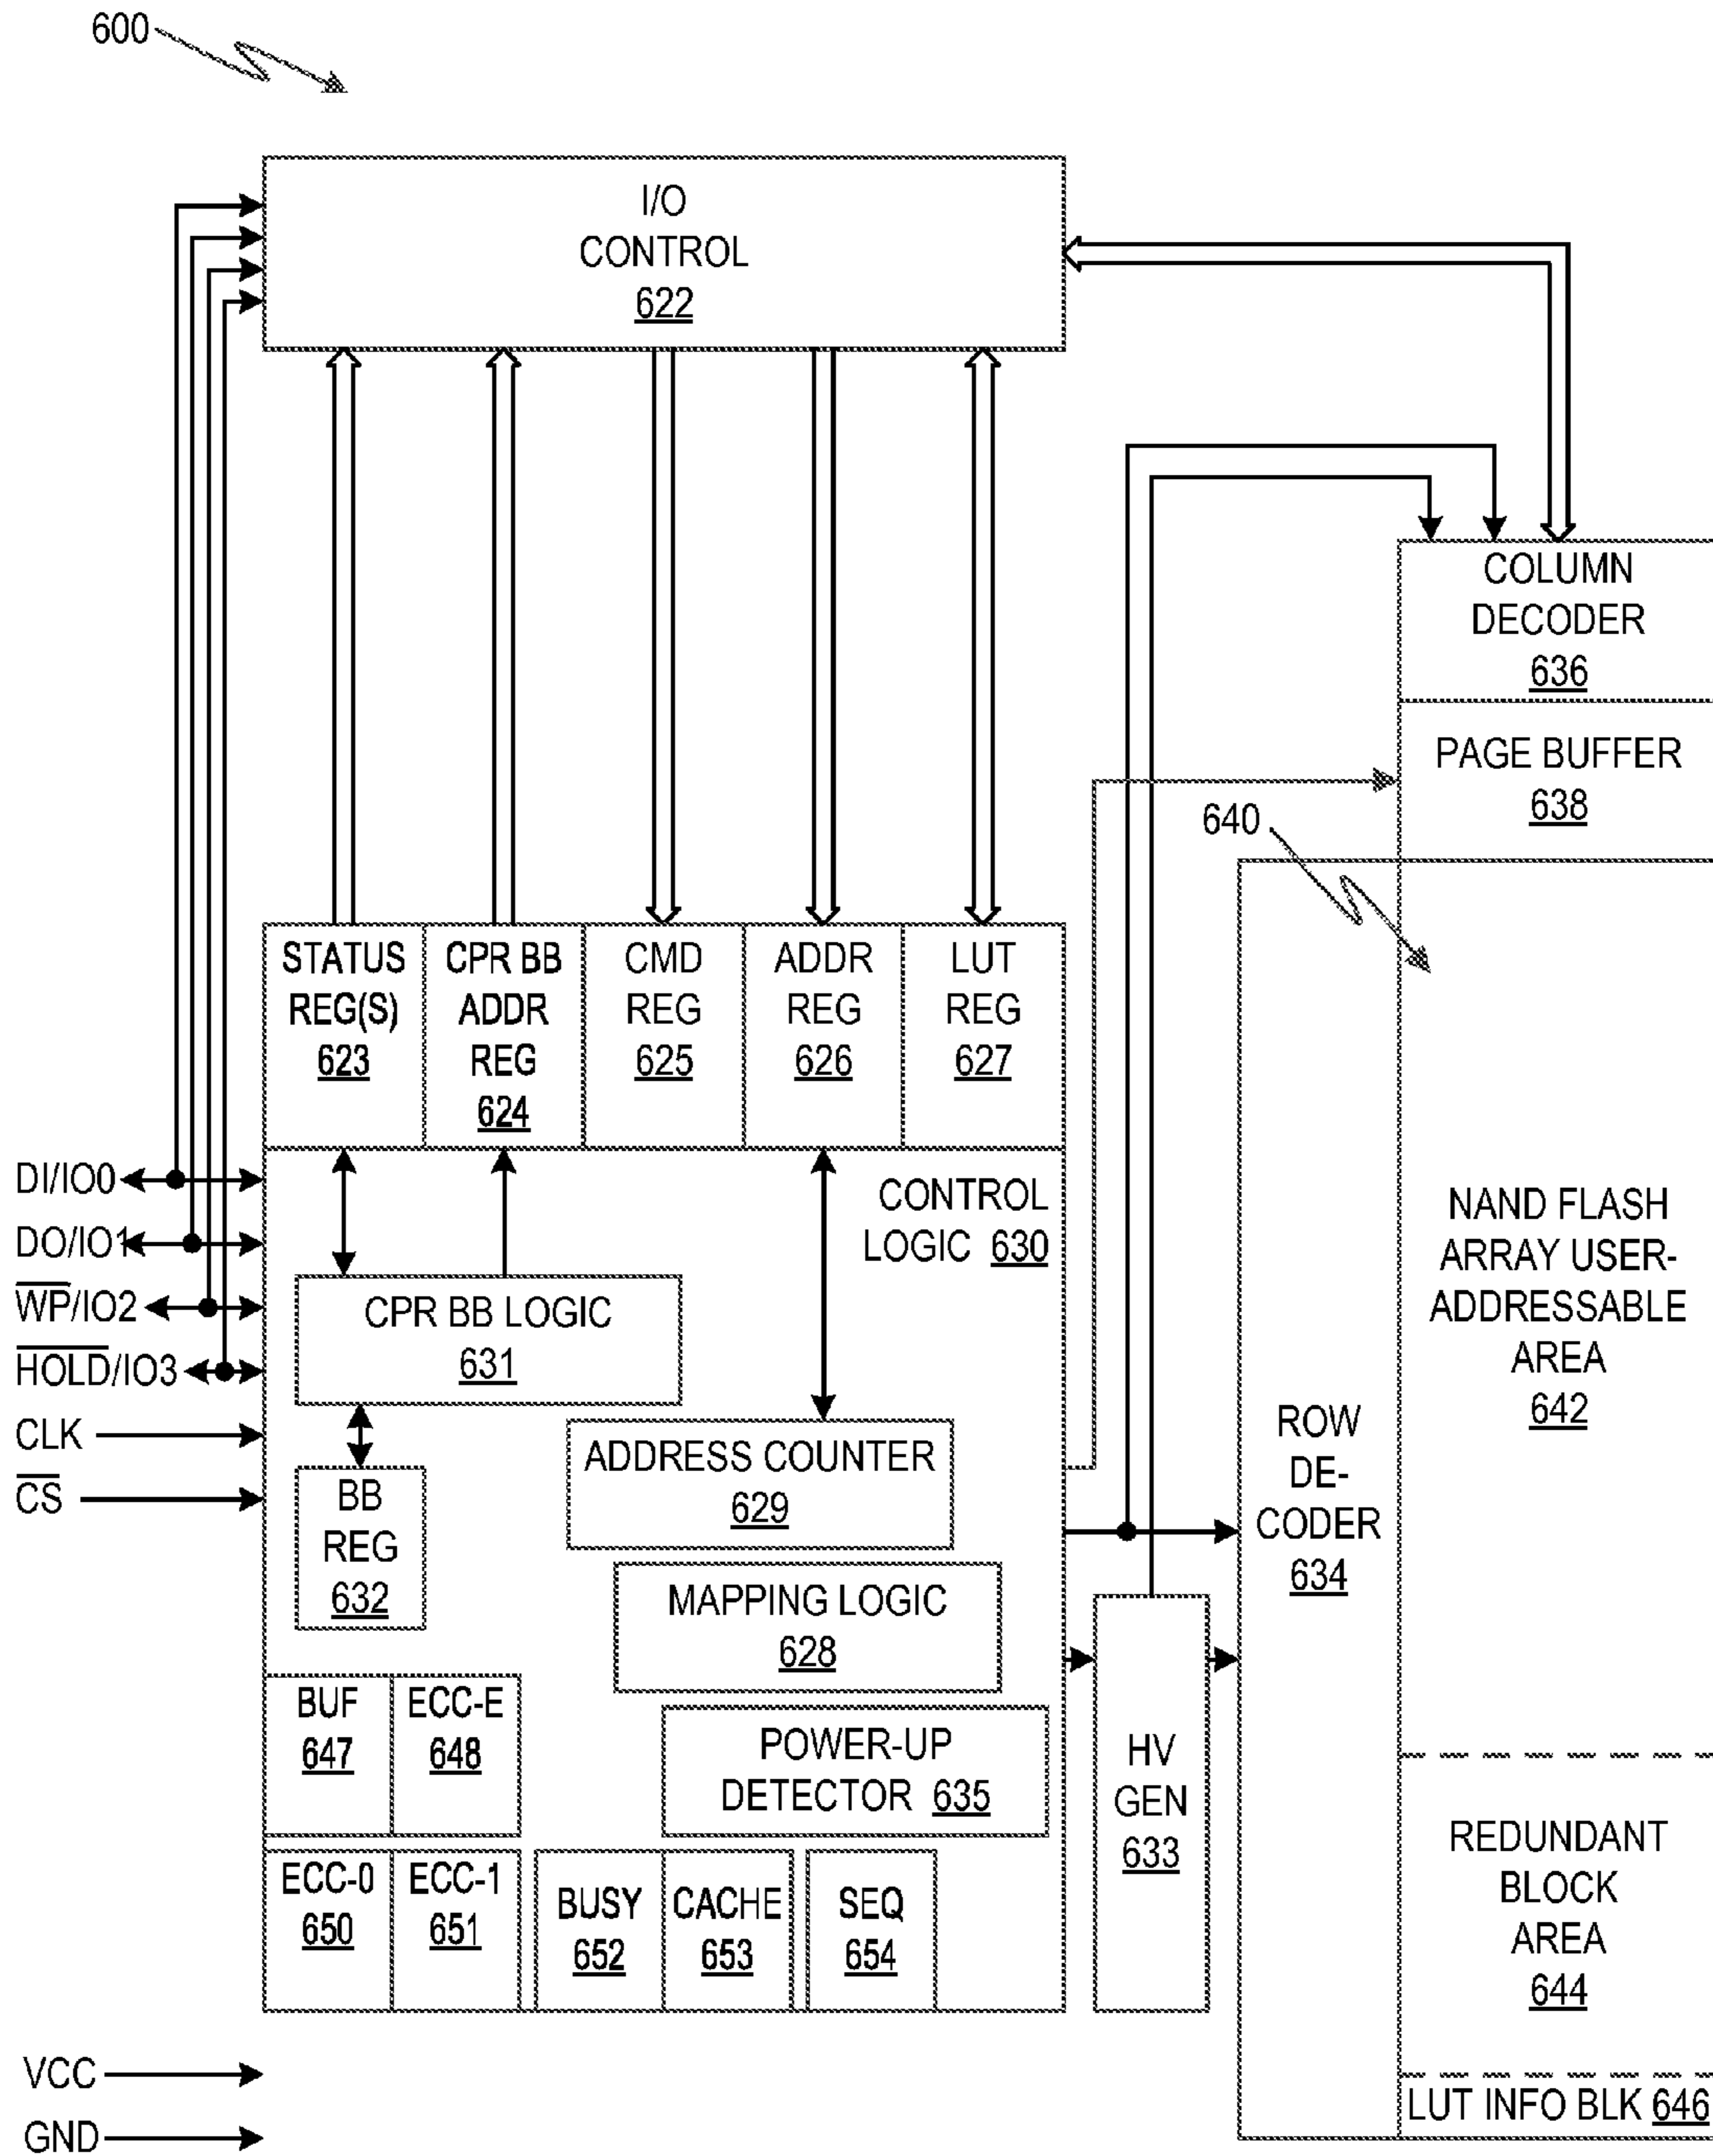 600
I/O
CONTROL
622
COLUMN
DECODER
636
PAGE BUFFER
638
640
STATUS
REG(S)
623
CPR BB
ADDR
REG
624
CMD
REG
625
ADDR
REG
626
LUT
REG
627
DI/IO0
DO/IO1
W̅P̅/IO2
H̅O̅L̅D̅/IO3
CLK
C̅S̅
CONTROL
LOGIC 630
CPR BB LOGIC
631
ADDRESS COUNTER
629
BB
REG
632
MAPPING LOGIC
628
BUF
647
ECC-E
648
POWER-UP
DETECTOR 635
ECC-0
650
ECC-1
651
BUSY
652
CACHE
653
SEQ
654
HV
GEN
633
ROW
DE-
CODER
634
NAND FLASH
ARRAY USER-
ADDRESSABLE
AREA
642
REDUNDANT
BLOCK
AREA
644
LUT INFO BLK 646
VCC
GND